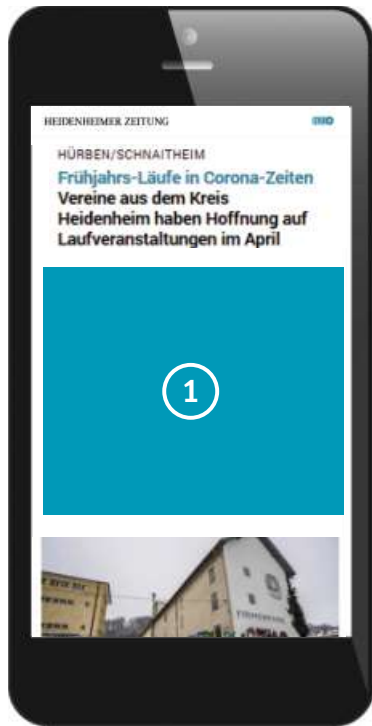 HEIDENHEIMER ZEITUNG
HÜRBEN/SCHNAITHEIM
Frühjahrs-Läufe in Corona-Zeiten
Vereine aus dem Kreis
Heidenheim haben Hoffnung auf
Laufveranstaltungen im April
1